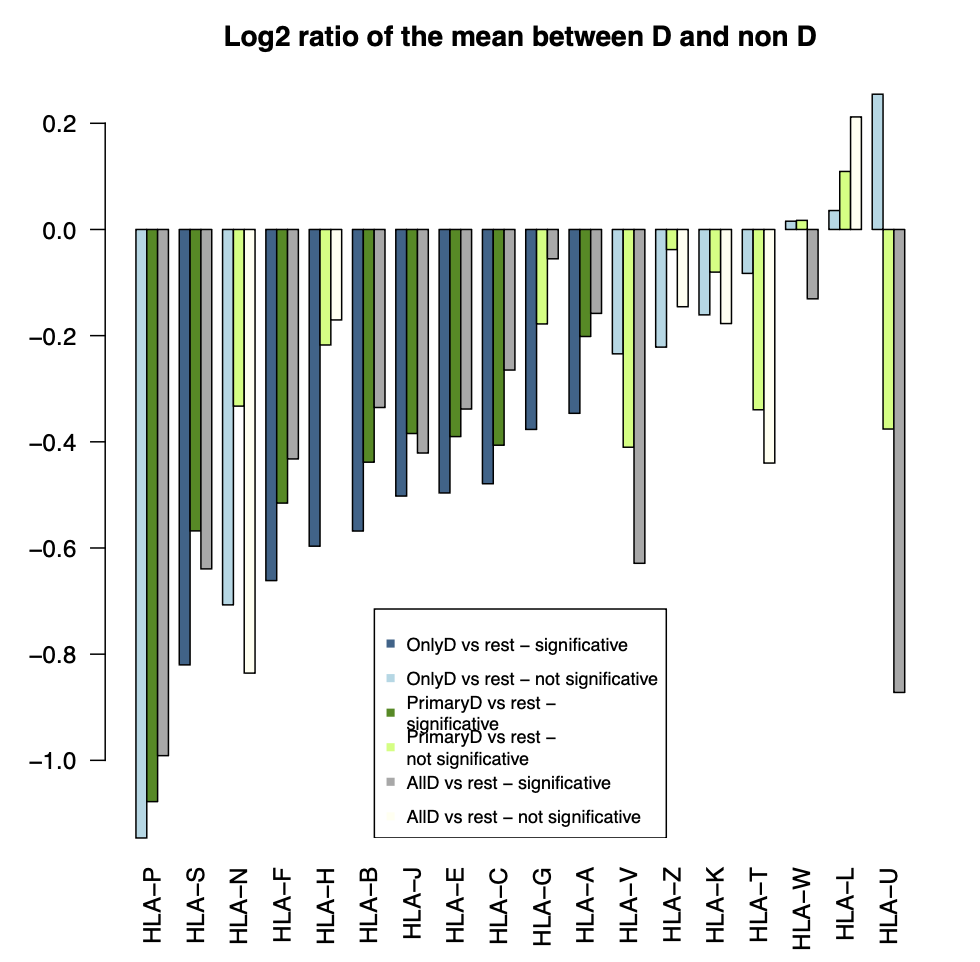 Log2 ratio of the mean between D and non D
0.2
0.0
−0.2
−0.4
−0.6
−0.8
−1.0
OnlyD vs rest − significative
OnlyD vs rest − not significative
PrimaryD vs rest −
significative
PrimaryD vs rest −
not significative
AllD vs rest − significative
AllD vs rest − not significative
HLA−P
HLA−S
HLA−N
HLA−F
HLA−H
HLA−B
HLA−J
HLA−E
HLA−C
HLA−G
HLA−A
HLA−V
HLA−Z
HLA−K
HLA−T
HLA−W
HLA−L
HLA−U